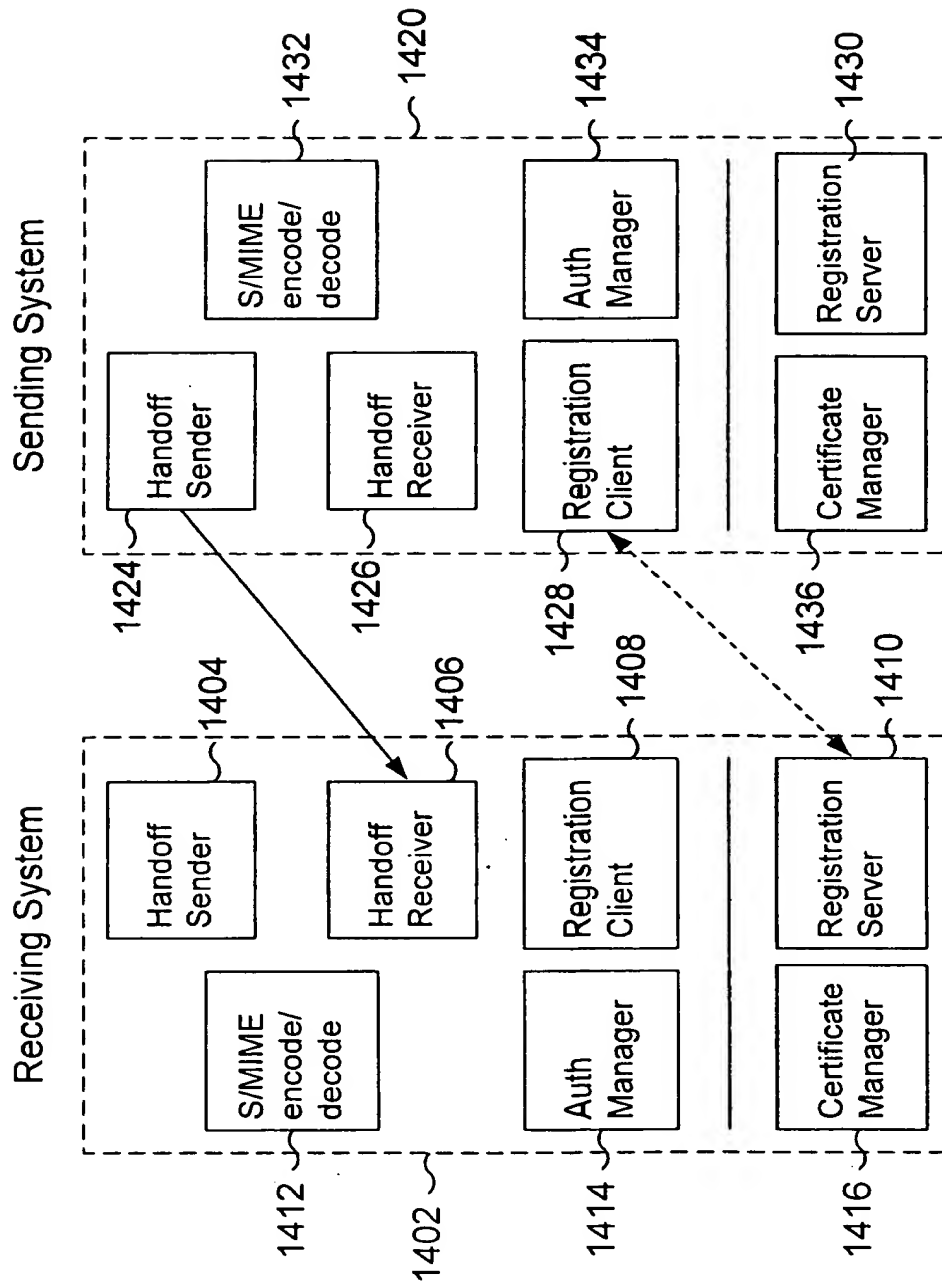 Receiving System
Sending System
1404
1424
1432
Handoff
Sender
Handoff
Sender
S/MIME
encode/
decode
S/MIME
encode/
decode
1412
1402
1406
1426
1420
Handoff
Receiver
Handoff
Receiver
1408
1428
1434
Auth
Manager
Registration
Client
Registration
Client
Auth
Manager
1414
1410
1436
1430
Certificate
Manager
Registration
Server
Certificate
Manager
Registration
Server
1416